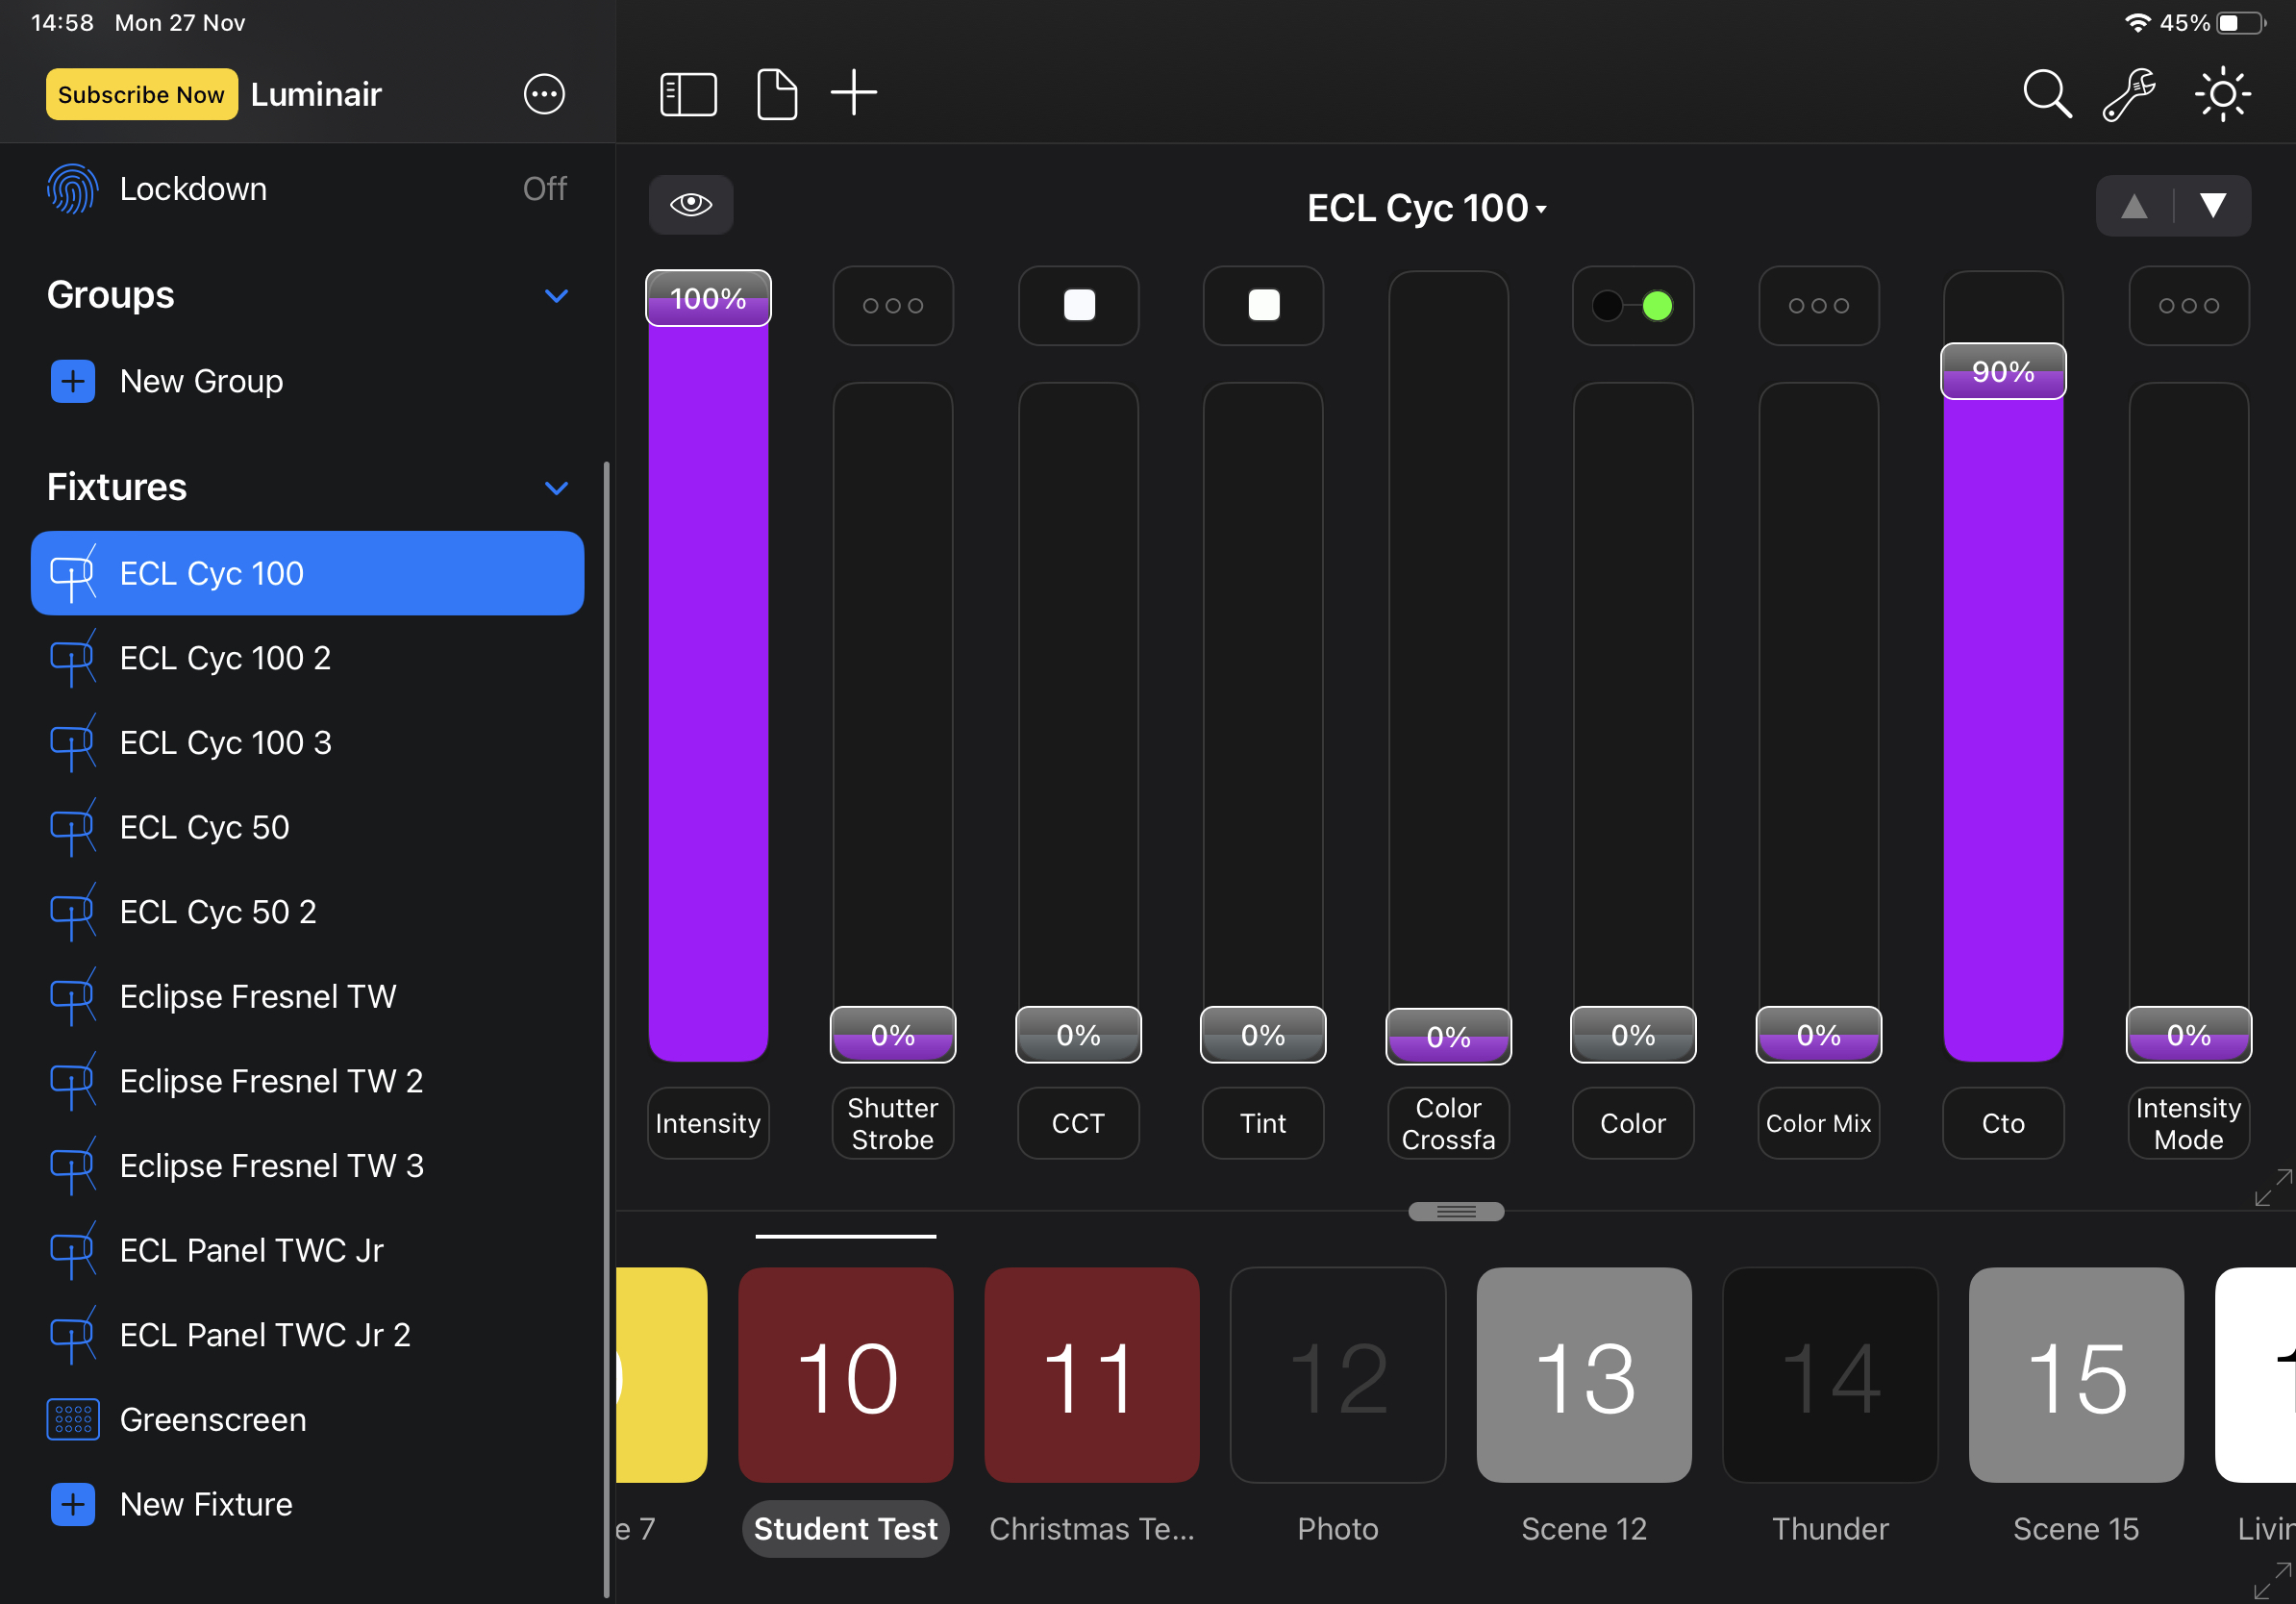 14:58 Mon 27 Nov
45%
Subscribe Now Luminair
Lockdown Off
Groups
New Group
Fixtures
ECL Cyc 100
ECL Cyc 100 2
ECL Cyc 100 3
ECL Cyc 50
ECL Cyc 50 2
Eclipse Fresnel TW
Eclipse Fresnel TW 2
Eclipse Fresnel TW 3
ECL Panel TWC Jr
ECL Panel TWC Jr 2
Greenscreen
New Fixture
ECL Cyc 100
100%
90%
0% 0% 0% 0% 0% 0% 0%
Intensity
Shutter
Strobe
CCT
Tint
Color
Crossfa
Color
Color Mix
Cto
Intensity
Mode
10 11 12 13 14 15
e 7 Student Test Christmas Te... Photo Scene 12 Thunder Scene 15